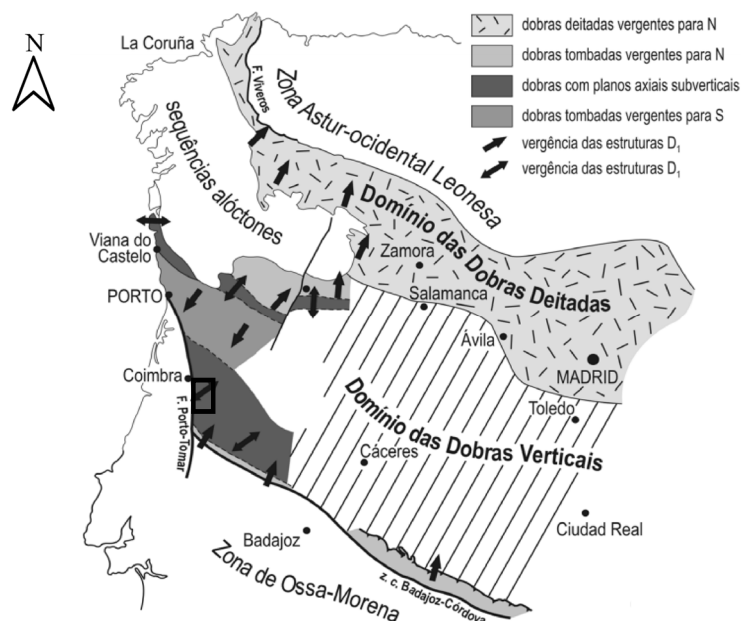 N
La Coruña
F. Viveros
Zona Astur-ocidental Leonesa
sequências alóctones
Domínio das Dobras Deitadas
Viana do
Castelo
Zamora
PORTO
Salamanca
Ávila
MADRID
Coimbra
Toledo
F. Porto-Tomar
Domínio das Dobras Verticais
Cáceres
Ciudad Real
Badajoz
Zona de Ossa-Morena
z. c. Badajoz-Córdova
dobras deitadas vergentes para N
dobras tombadas vergentes para N
dobras com planos axiais subverticais
dobras tombadas vergentes para S
vergência das estruturas D₁
vergência das estruturas D₁